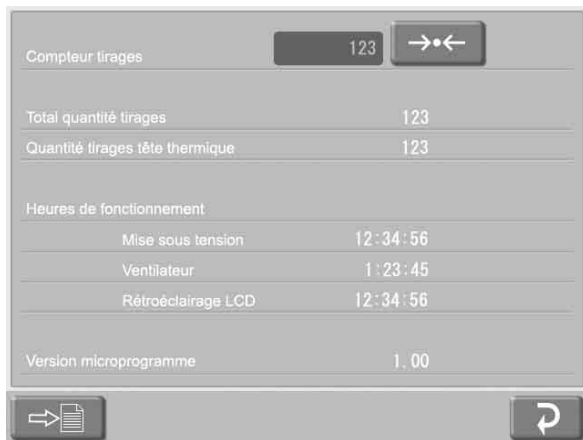 Compteur tirages 123
Total quantité tirages 123
Quantité tirages tête thermique 123
Heures de fonctionnement
Mise sous tension 12:34:56
Ventilateur 1:23:45
Rétroéclairage LCD 12:34:56
Version microprogramme 1.00